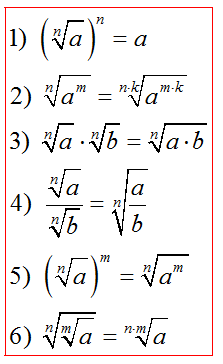 1) (ⁿ√a)ⁿ = a
2) ⁿ√aᵐ = ⁿ·ᵏ√aᵐ·ᵏ
3) ⁿ√a · ⁿ√b = ⁿ√(a · b)
4) ⁿ√a / ⁿ√b = ⁿ√(a/b)
5) (ⁿ√a)ᵐ = ⁿ√aᵐ
6) ⁿ√(ᵐ√a) = ⁿ·ᵐ√a